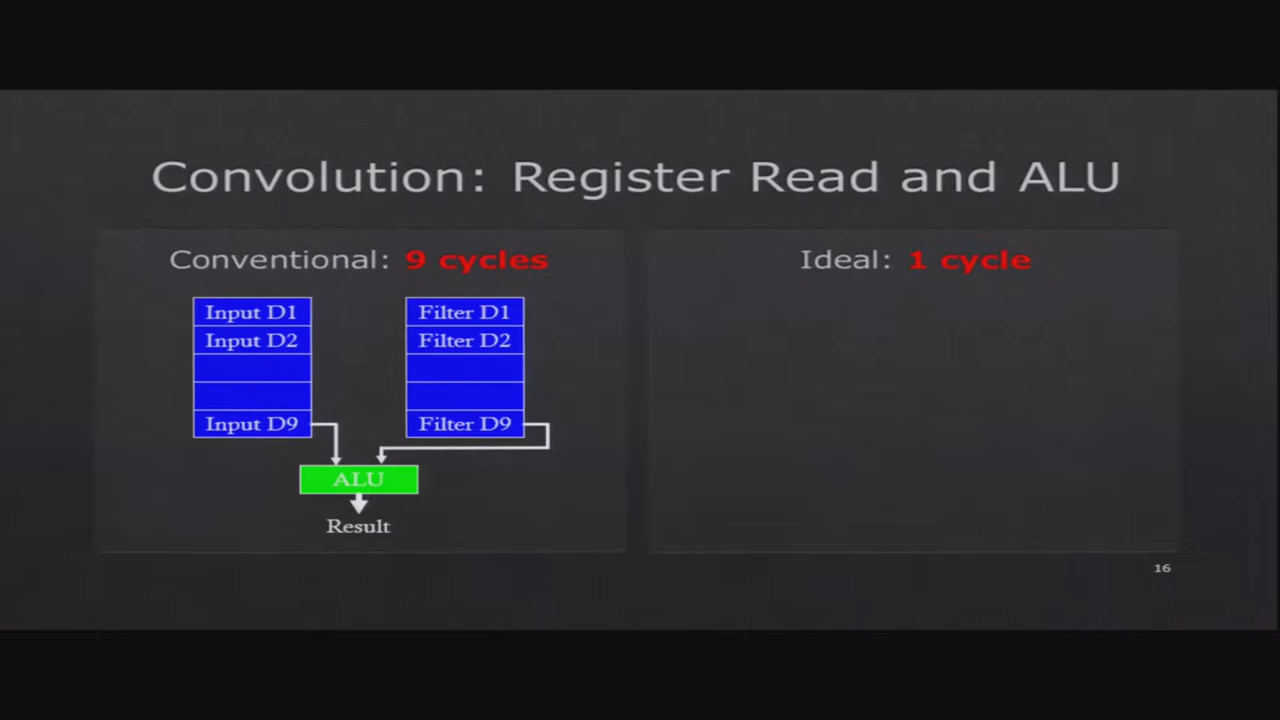 Convolution: Register Read and ALU
Conventional: 9 cycles
Input D1
Input D2
Input D9
Filter D1
Filter D2
Filter D9
ALU
Result
Ideal: 1 cycle
16